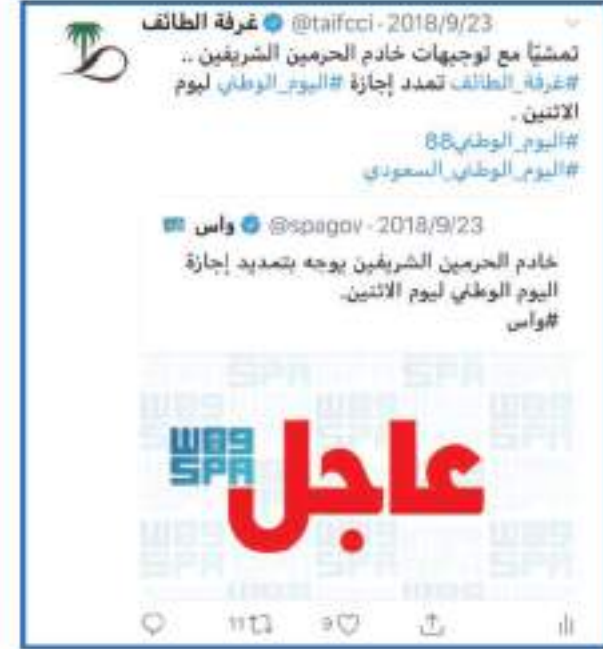 غرفة الطائف @taifcci - 2018/9/23
تمشيًا مع توجيهات خادم الحرمين الشريفين ..
#غرفة_الطائف تمدد إجازة #اليوم_الوطني ليوم
الاثنين .
#اليوم_الوطني88
#اليوم_الوطني_السعودي
واس @spagov - 2018/9/23
خادم الحرمين الشريفين يوجه بتمديد إجازة
اليوم الوطني ليوم الاثنين.
#واس
واس
SPA
عاجل
11
9